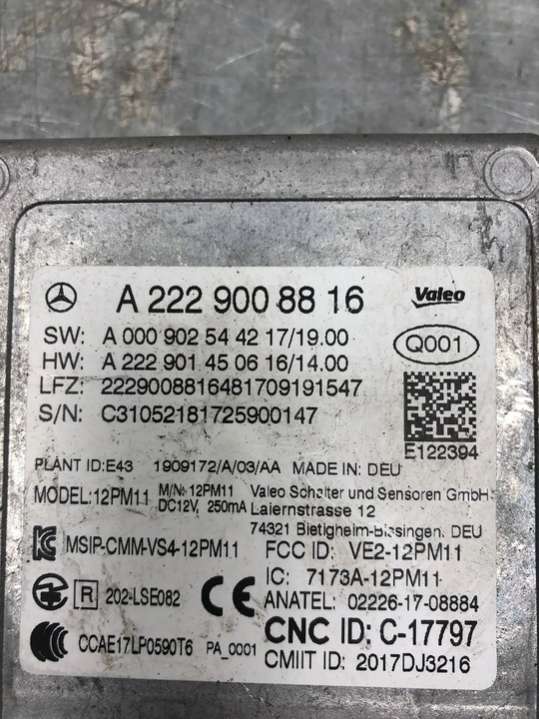 A 222 900 88 16 Valeo
SW: A 000 902 54 42 17/19.00
HW: A 222 901 45 06 16/14.00 Q001
LFZ: 2229008816481709191547
S/N: C31052181725900147
E122394
PLANT ID:E43 1909172/A/03/AA MADE IN: DEU
MODEL:12PM11 M/N: 12PM11 Valeo Schalter und Sensoren GmbH
DC12V, 250mA Laiernstrasse 12
74321 Bietigheim-Bissingen, DEU
MSIP-CMM-VS4-12PM11 FCC ID: VE2-12PM11
IC: 7173A-12PM11
R 202-LSE082 CE ANATEL: 02226-17-08884
CCAE17LP0590T6 PA_0001 CNC ID: C-17797
CMIIT ID: 2017DJ3216